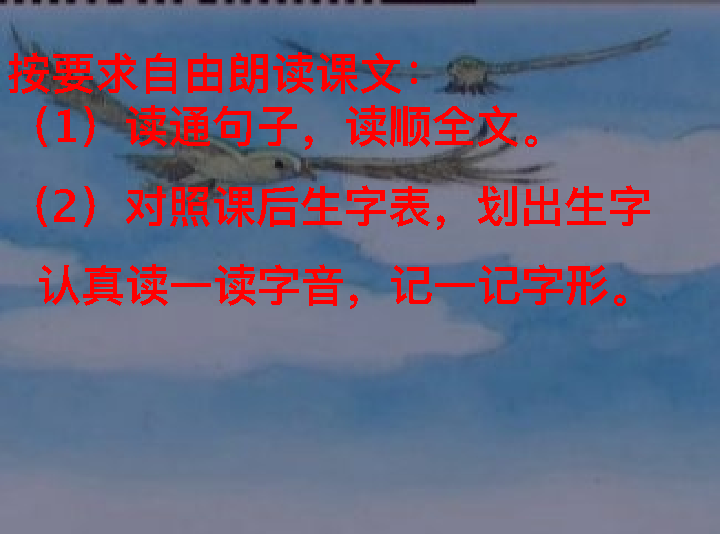 按要求自由朗读课文：
（1）读通句子，读顺全文。
（2）对照课后生字表，划出生字
认真读一读字音，记一记字形。